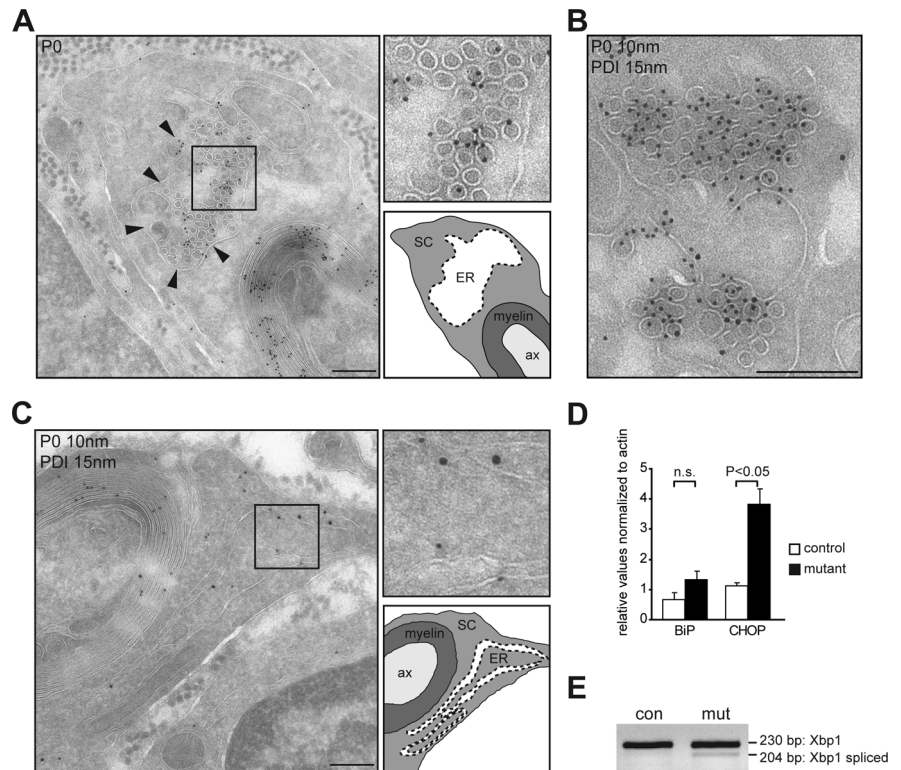 A
P0
SC
ER
myelin
ax
B
P0 10nm
PDI 15nm
C
P0 10nm
PDI 15nm
myelin
SC
ER
ax
D
relative values normalized to actin
5
4
3
2
1
0
n.s.
P<0.05
BiP
CHOP
control
mutant
E
con mut
230 bp: Xbp1
204 bp: Xbp1 spliced